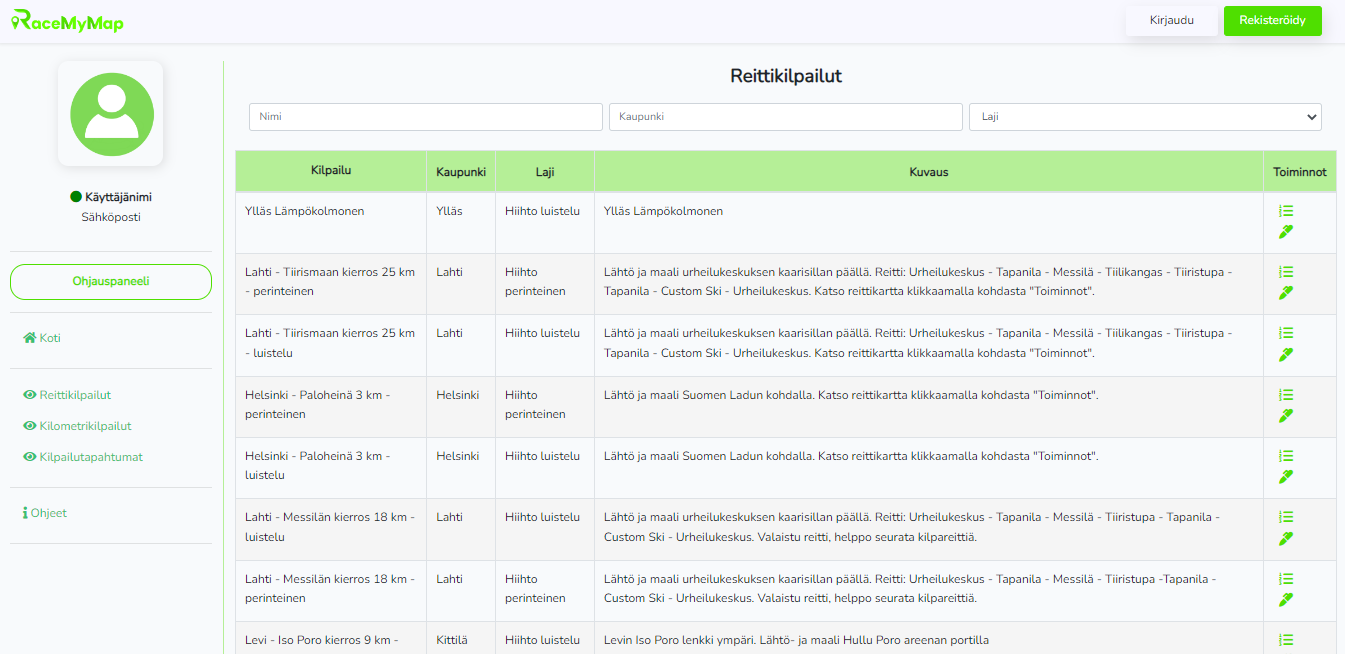 RaceMyMap
Kirjaudu
Rekisteröidy
Käyttäjänimi
Sähköposti
Ohjauspaneeli
Koti
Reittikilpailut
Kilometrikilpailut
Kilpailutapahtumat
Ohjeet
Reittikilpailut
Nimi
Kaupunki
Laji
Kilpailu
Kaupunki
Laji
Kuvaus
Toiminnot
Ylläs Lämpökolmonen
Ylläs
Hiihto luistelu
Ylläs Lämpökolmonen
Lahti - Tiirismaan kierros 25 km
- perinteinen
Lahti
Hiihto
perinteinen
Lähtö ja maali urheilukeskuksen kaarisillan päällä. Reitti: Urheilukeskus - Tapanila - Messilä - Tiilikangas - Tiiristupa -
Tapanila - Custom Ski - Urheilukeskus. Katso reittikartta klikkaamalla kohdasta "Toiminnot".
Lahti - Tiirismaan kierros 25 km
- luistelu
Lahti
Hiihto luistelu
Lähtö ja maali urheilukeskuksen kaarisillan päällä. Reitti: Urheilukeskus - Tapanila - Messilä - Tiilikangas - Tiiristupa -
Tapanila - Custom Ski - Urheilukeskus. Katso reittikartta klikkaamalla kohdasta "Toiminnot".
Helsinki - Paloheinä 3 km -
perinteinen
Helsinki
Hiihto
perinteinen
Lähtö ja maali Suomen Ladun kohdalla. Katso reittikartta klikkaamalla kohdasta "Toiminnot".
Helsinki - Paloheinä 3 km -
luistelu
Helsinki
Hiihto luistelu
Lähtö ja maali Suomen Ladun kohdalla. Katso reittikartta klikkaamalla kohdasta "Toiminnot".
Lahti - Messilän kierros 18 km -
luistelu
Lahti
Hiihto luistelu
Lähtö ja maali urheilukeskuksen kaarisillan päällä. Reitti: Urheilukeskus - Tapanila - Messilä - Tiiristupa - Tapanila -
Custom Ski - Urheilukeskus. Valaistu reitti, helppo seurata kilpareittiä.
Lahti - Messilän kierros 18 km -
perinteinen
Lahti
Hiihto
perinteinen
Lähtö ja maali urheilukeskuksen kaarisillan päällä. Reitti: Urheilukeskus - Tapanila - Messilä - Tiiristupa -Tapanila -
Custom Ski - Urheilukeskus. Valaistu reitti, helppo seurata kilpareittiä.
Levi - Iso Poro kierros 9 km -
Kittilä
Hiihto luistelu
Levin Iso Poro lenkki ympäri. Lähtö- ja maali Hullu Poro areenan portilla